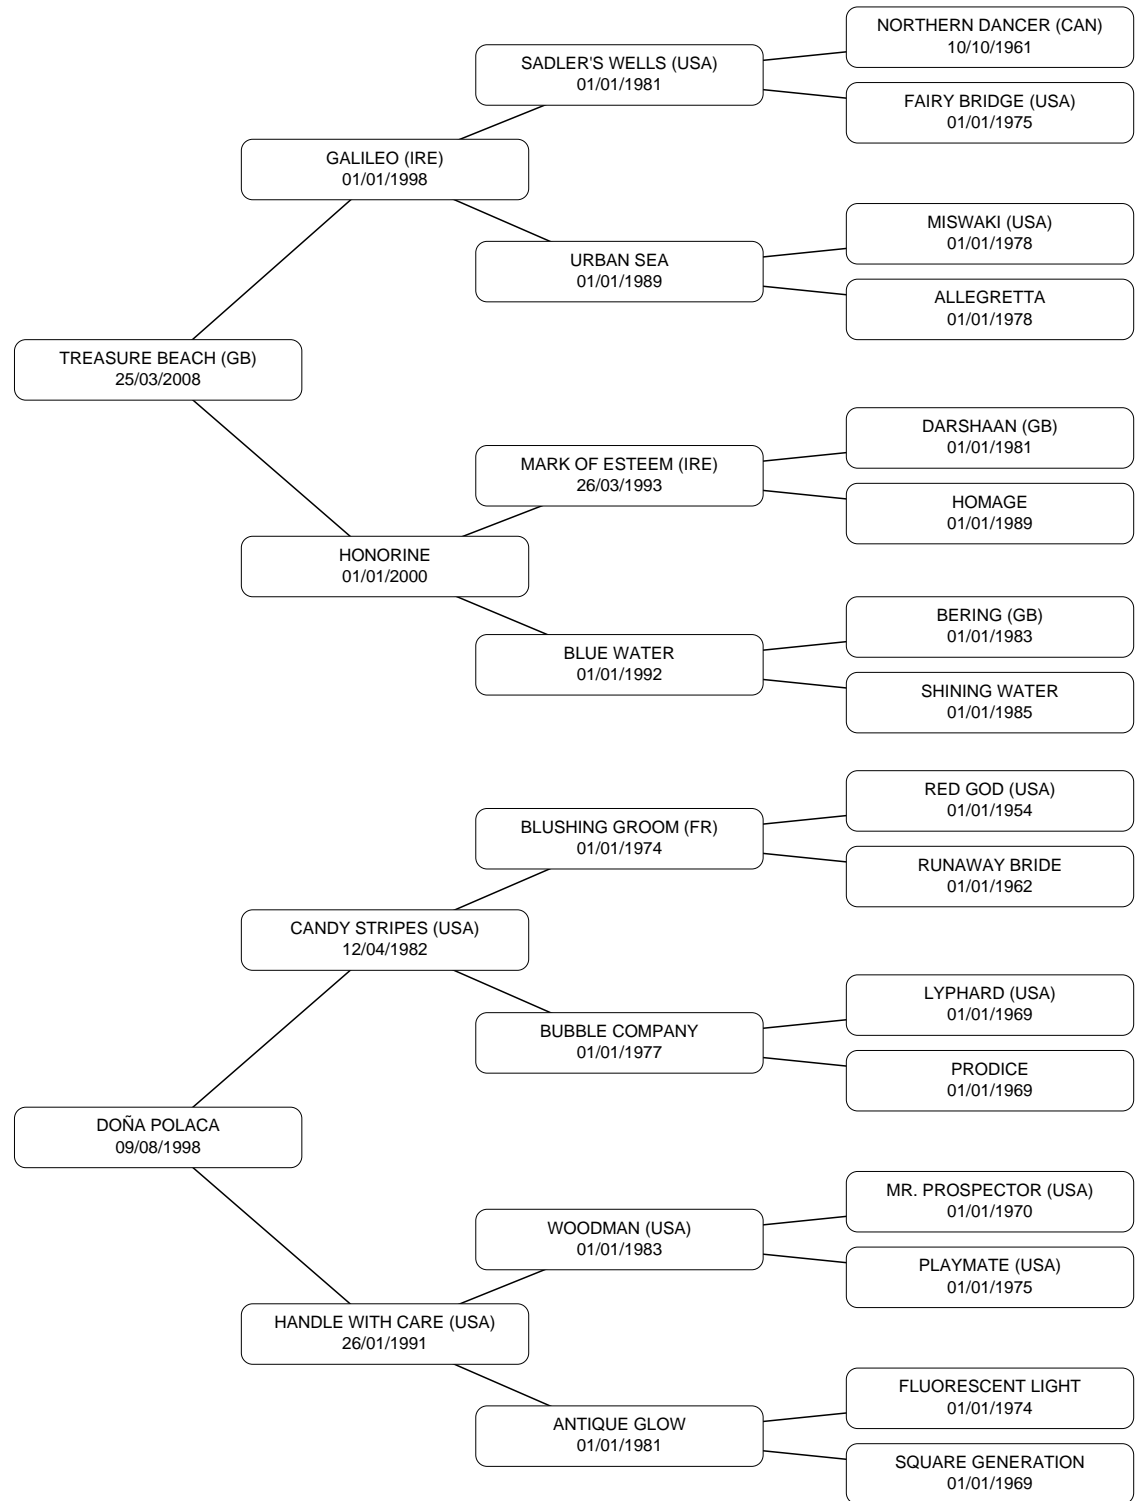 NORTHERN DANCER (CAN)
10/10/1961
SADLER'S WELLS (USA)
01/01/1981
FAIRY BRIDGE (USA)
01/01/1975
GALILEO (IRE)
01/01/1998
MISWAKI (USA)
01/01/1978
URBAN SEA
01/01/1989
ALLEGRETTA
01/01/1978
TREASURE BEACH (GB)
25/03/2008
DARSHAAN (GB)
01/01/1981
MARK OF ESTEEM (IRE)
26/03/1993
HOMAGE
01/01/1989
HONORINE
01/01/2000
BERING (GB)
01/01/1983
BLUE WATER
01/01/1992
SHINING WATER
01/01/1985
RED GOD (USA)
01/01/1954
BLUSHING GROOM (FR)
01/01/1974
RUNAWAY BRIDE
01/01/1962
CANDY STRIPES (USA)
12/04/1982
LYPHARD (USA)
01/01/1969
BUBBLE COMPANY
01/01/1977
PRODICE
01/01/1969
DOÑA POLACA
09/08/1998
MR. PROSPECTOR (USA)
01/01/1970
WOODMAN (USA)
01/01/1983
PLAYMATE (USA)
01/01/1975
HANDLE WITH CARE (USA)
26/01/1991
FLUORESCENT LIGHT
01/01/1974
ANTIQUE GLOW
01/01/1981
SQUARE GENERATION
01/01/1969